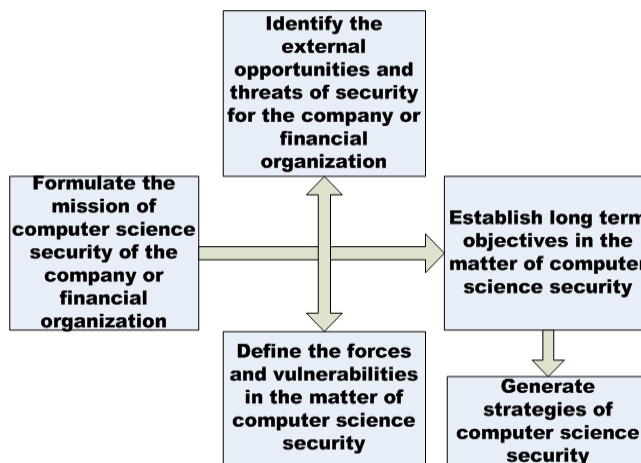 Identify the
external
opportunities and
threats of security
for the company or
financial
organization
Formulate the
mission of
computer science
security of the
company or
financial
organization
Establish long term
objectives in the
matter of computer
science security
Define the forces
and vulnerabilities
in the matter of
computer science
security
Generate
strategies of
computer science
security